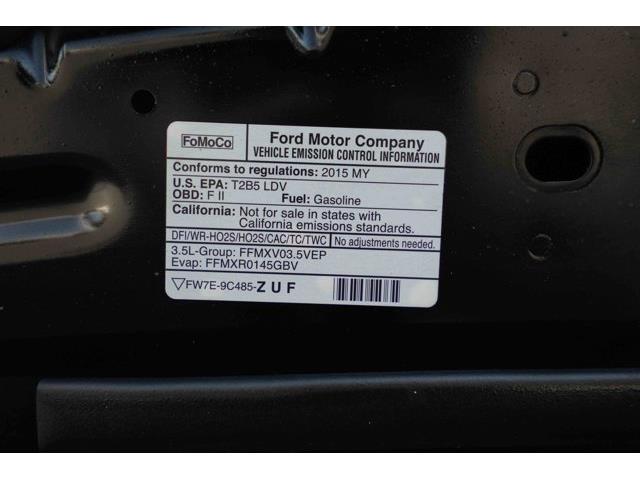 FoMoCo
Ford Motor Company
VEHICLE EMISSION CONTROL INFORMATION
Conforms to regulations: 2015 MY
U.S. EPA: T2B5 LDV
OBD: F II Fuel: Gasoline
California: Not for sale in states with
California emissions standards.
DFI/WR-HO2S/HO2S/CAC/TC/TWC No adjustments needed.
3.5L-Group: FFMXV03.5VEP
Evap: FFMXR0145GBV
FW7E-9C485-ZUF